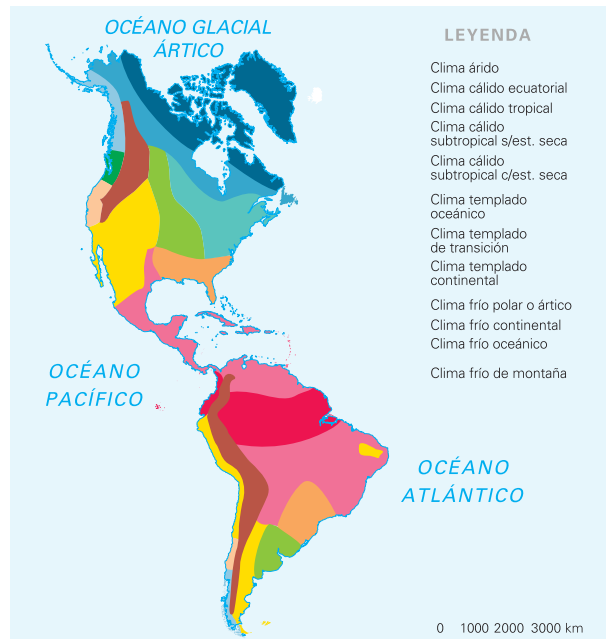 OCÉANO GLACIAL
ÁRTICO
LEYENDA
Clima árido
Clima cálido ecuatorial
Clima cálido tropical
Clima cálido
subtropical s/est. seca
Clima cálido
subtropical c/est. seca
Clima templado
oceánico
Clima templado
de transición
Clima templado
continental
Clima frío polar o ártico
Clima frío continental
Clima frío oceánico
Clima frío de montaña
OCÉANO
PACÍFICO
OCÉANO
ATLÁNTICO
0 1000 2000 3000 km